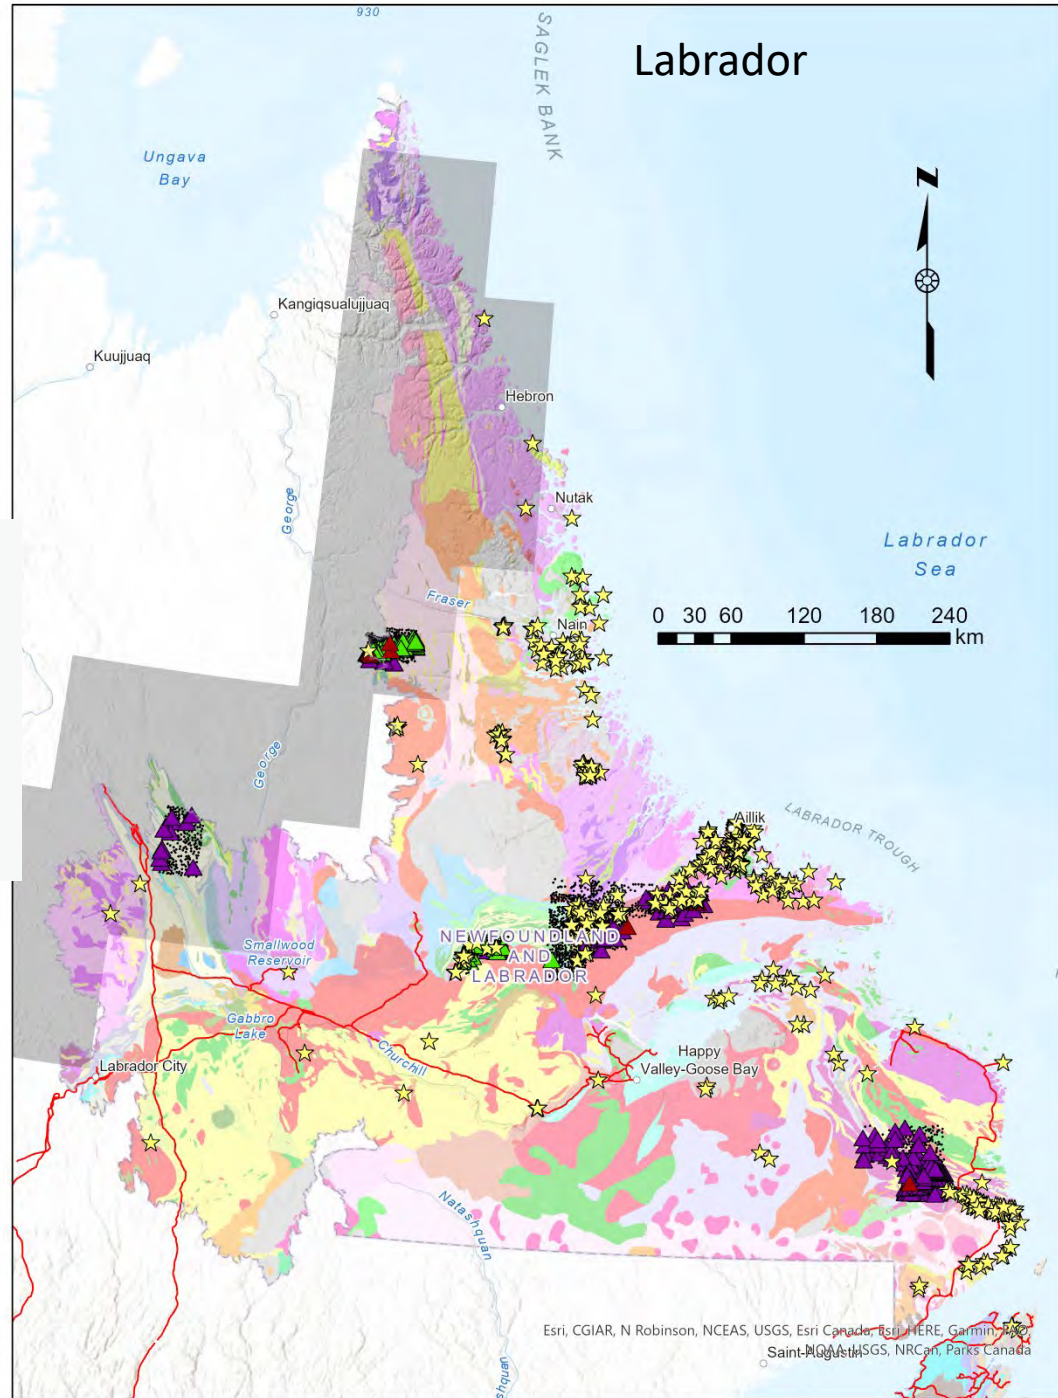 930
Labrador
SAGLEK BANK
Ungava
Bay
Kangiqsualujjuaq
Kuujjuaq
Hebron
George
Nutak
Labrador
Sea
Fraser
0 30 60 120 180 240
km
Nain
George
LABRADOR TROUGH
Aillik
NEWFOUNDLAND
AND
LABRADOR
Smallwood
Reservoir
Gabbro
Lake
Churchill
Happy
Valley-Goose Bay
Labrador City
Natashquan
Esri, CGIAR, N Robinson, NCEAS, USGS, Esri Canada, Esri, HERE, Garmin, FAO,
NOAA, USGS, NRCan, Parks Canada
Saint-Augustin